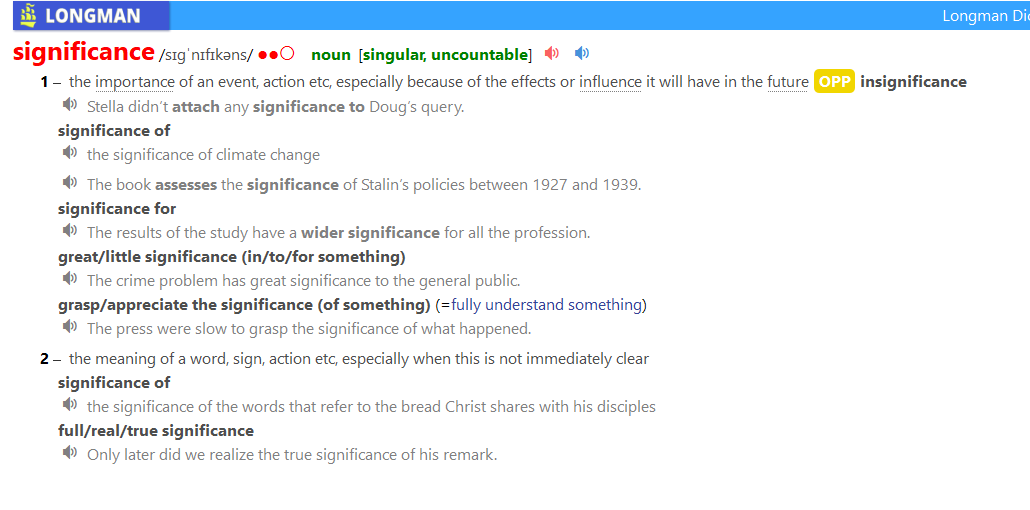 LONGMAN Longman Dic
significance /sɪɡˈnɪfɪkəns/ ●●○ noun [singular, uncountable]
1 – the importance of an event, action etc, especially because of the effects or influence it will have in the future OPP insignificance
Stella didn’t attach any significance to Doug’s query.
significance of
the significance of climate change
The book assesses the significance of Stalin’s policies between 1927 and 1939.
significance for
The results of the study have a wider significance for all the profession.
great/little significance (in/to/for something)
The crime problem has great significance to the general public.
grasp/appreciate the significance (of something) (=fully understand something)
The press were slow to grasp the significance of what happened.
2 – the meaning of a word, sign, action etc, especially when this is not immediately clear
significance of
the significance of the words that refer to the bread Christ shares with his disciples
full/real/true significance
Only later did we realize the true significance of his remark.